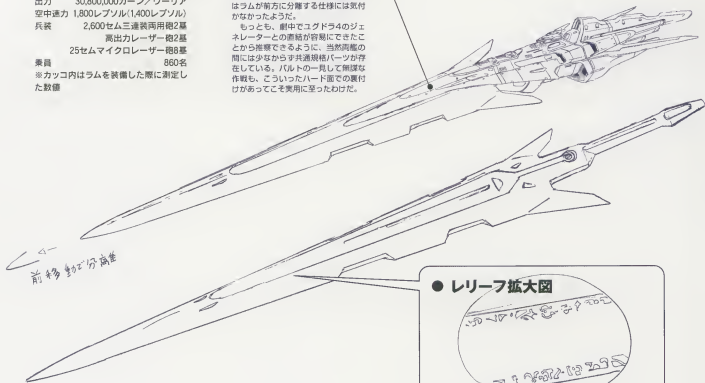 出力 30,800,000カーン/ウーリア
空中速力 1,800レプソル(1,400レプソル)
兵装 2,600セム三連装両用砲2基
高出力レーザー砲2基
25セムマイクロレーザー砲8基
乗員 860名
※カッコ内はラムを装備した際に測定し
た数値
はラムが前方に分離する仕様には気付
かなかったようだ。
もっとも、劇中でユグドラ4のジェ
ネレーターとの直結が容易にできたこ
とから推察できるように、当然両艦の
間には少なからず共通規格パーツが存
在している。バルトの一見して無謀な
作戦も、こういったハード面での裏付
けがあってこそ実用に至ったわけだ。
前移動で分離
● レリーフ拡大図